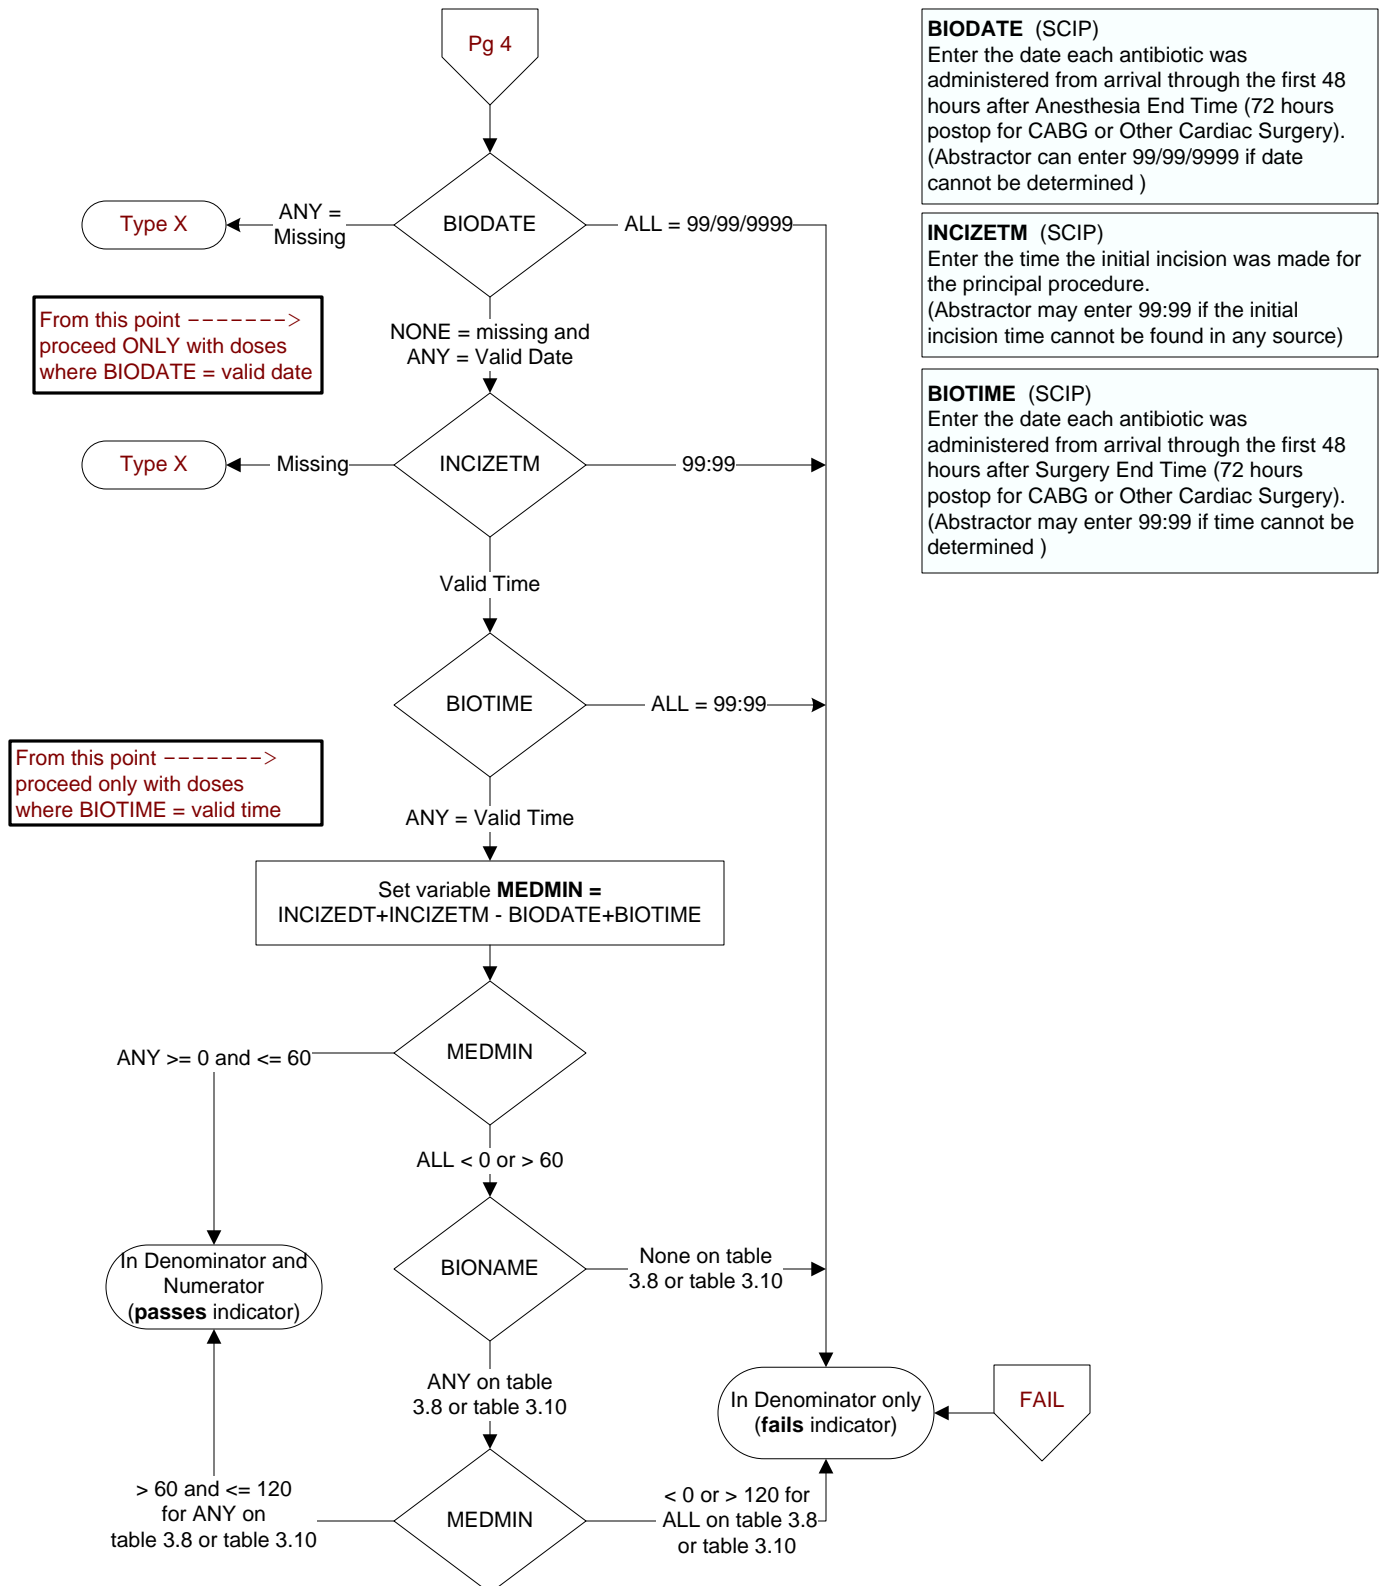 Pg 4
BIODATE (SCIP)
Enter the date each antibiotic was
administered from arrival through the first 48
hours after Anesthesia End Time (72 hours
postop for CABG or Other Cardiac Surgery).
(Abstractor can enter 99/99/9999 if date
cannot be determined )
INCIZETM (SCIP)
Enter the time the initial incision was made for
the principal procedure.
(Abstractor may enter 99:99 if the initial
incision time cannot be found in any source)
BIOTIME (SCIP)
Enter the date each antibiotic was
administered from arrival through the first 48
hours after Surgery End Time (72 hours
postop for CABG or Other Cardiac Surgery).
(Abstractor may enter 99:99 if time cannot be
determined )
Type X
ANY =
Missing
BIODATE
ALL = 99/99/9999
From this point ------->
proceed ONLY with doses
where BIODATE = valid date
NONE = missing and
ANY = Valid Date
Type X
Missing
INCIZETM
99:99
Valid Time
BIOTIME
ALL = 99:99
From this point ------->
proceed only with doses
where BIOTIME = valid time
ANY = Valid Time
Set variable MEDMIN =
INCIZEDT+INCIZETM - BIODATE+BIOTIME
MEDMIN
ANY >= 0 and <= 60
ALL < 0 or > 60
In Denominator and
Numerator
(passes indicator)
BIONAME
None on table
3.8 or table 3.10
ANY on table
3.8 or table 3.10
In Denominator only
(fails indicator)
FAIL
> 60 and <= 120
for ANY on
table 3.8 or table 3.10
MEDMIN
< 0 or > 120 for
ALL on table 3.8
or table 3.10